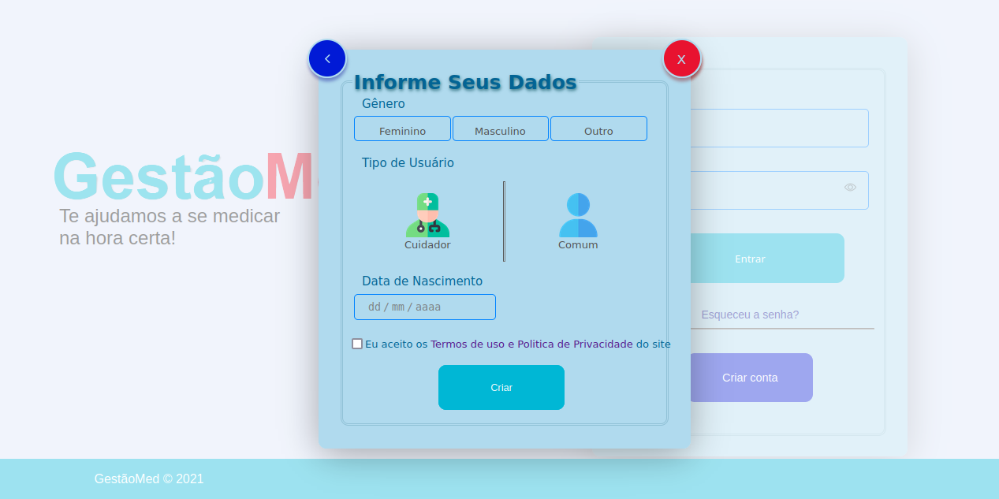 <
X
Informe Seus Dados
Gênero
Feminino Masculino Outro
Tipo de Usuário
Cuidador Comum
Data de Nascimento
dd / mm / aaaa
Eu aceito os Termos de uso e Politica de Privacidade do site
Criar
GestãoM
Te ajudamos a se medicar
na hora certa!
Entrar
Esqueceu a senha?
Criar conta
GestãoMed © 2021